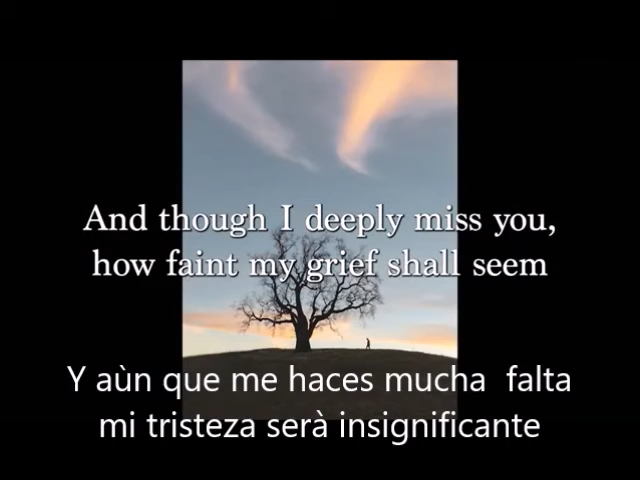 And though I deeply miss you,
how faint my grief shall seem
Y aùn que me haces mucha falta
mi tristeza serà insignificante